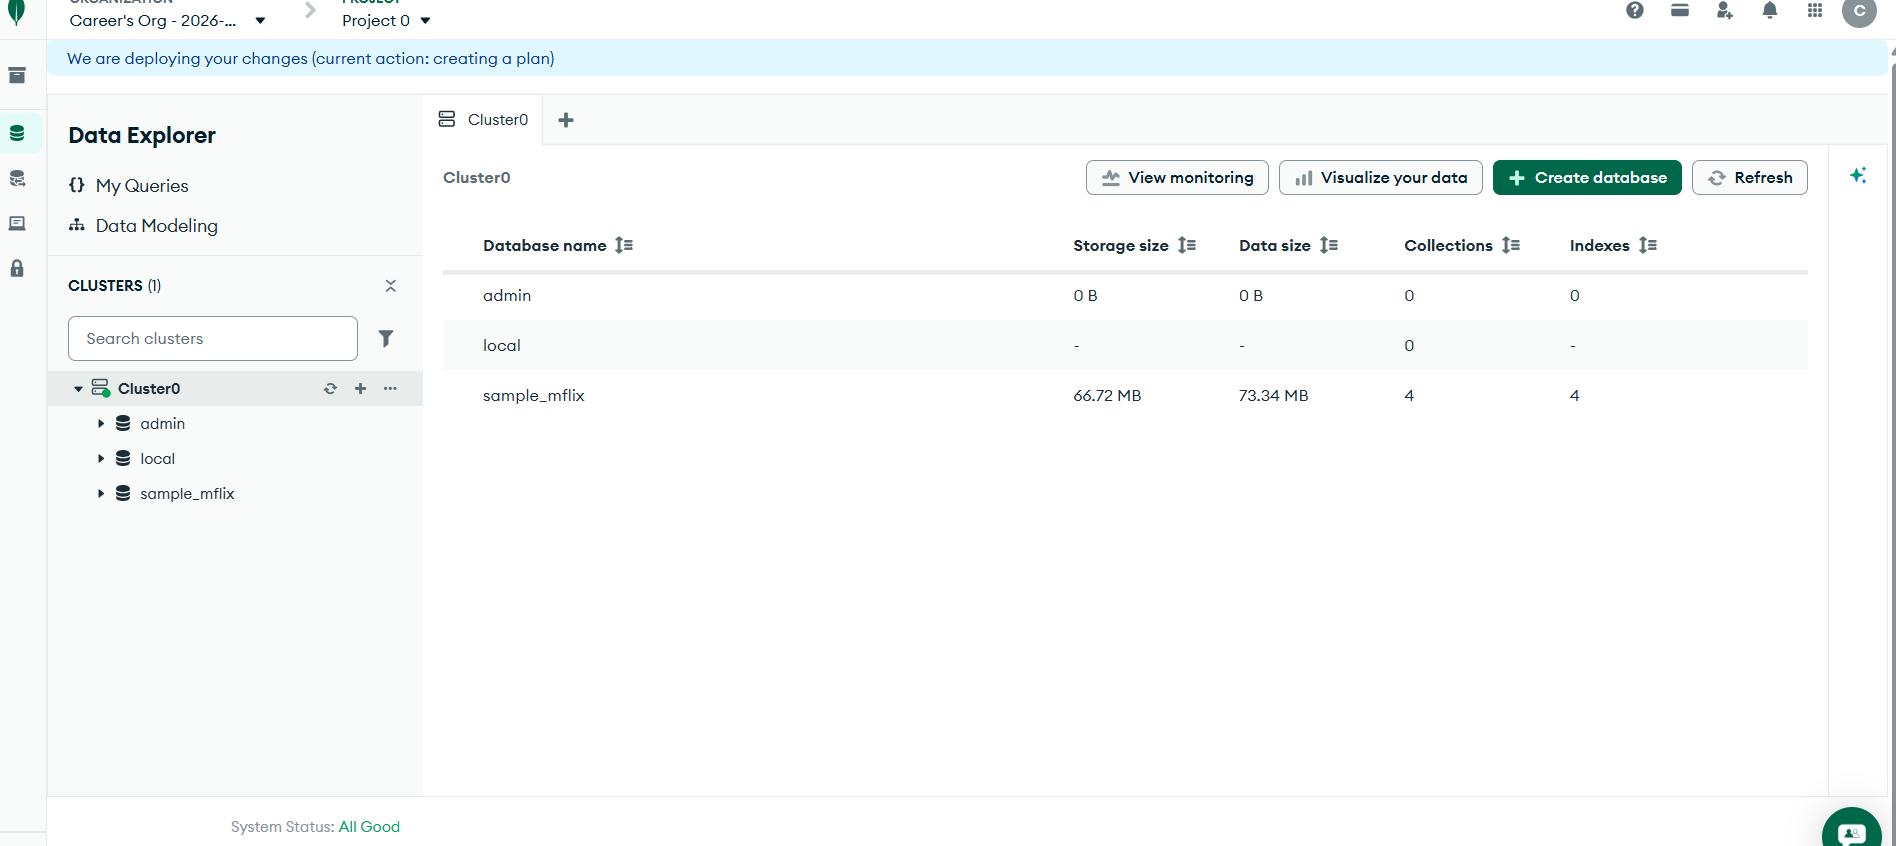 ORGANIZATION
Career's Org - 2026-...
PROJECT
Project 0
C
We are deploying your changes (current action: creating a plan)
Data Explorer
My Queries
Data Modeling
CLUSTERS (1)
Search clusters
Cluster0
admin
local
sample_mflix
Cluster0
Cluster0
View monitoring
Visualize your data
Create database
Refresh
Database name Storage size Data size Collections Indexes
admin 0 B 0 B 0 0
local - - 0 -
sample_mflix 66.72 MB 73.34 MB 4 4
System Status: All Good